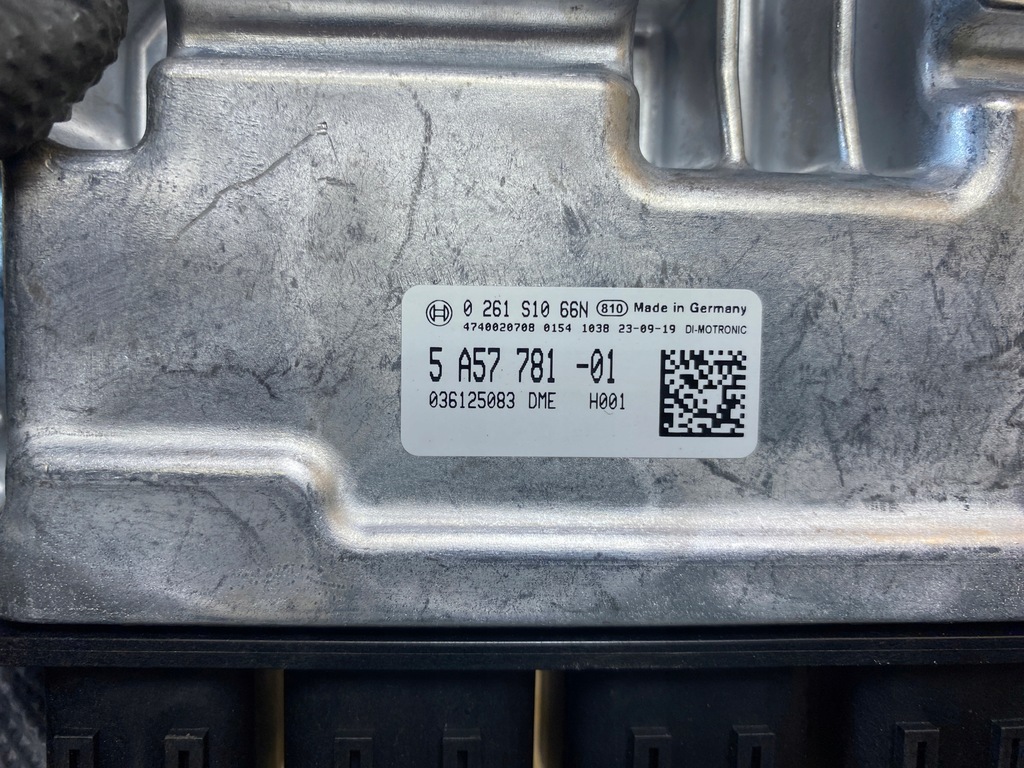 0 261 S10 66N 810 Made in Germany
4740020708 0154 1038 23-09-19 DI-MOTRONIC
5 A57 781 -01
036125083 DME H001